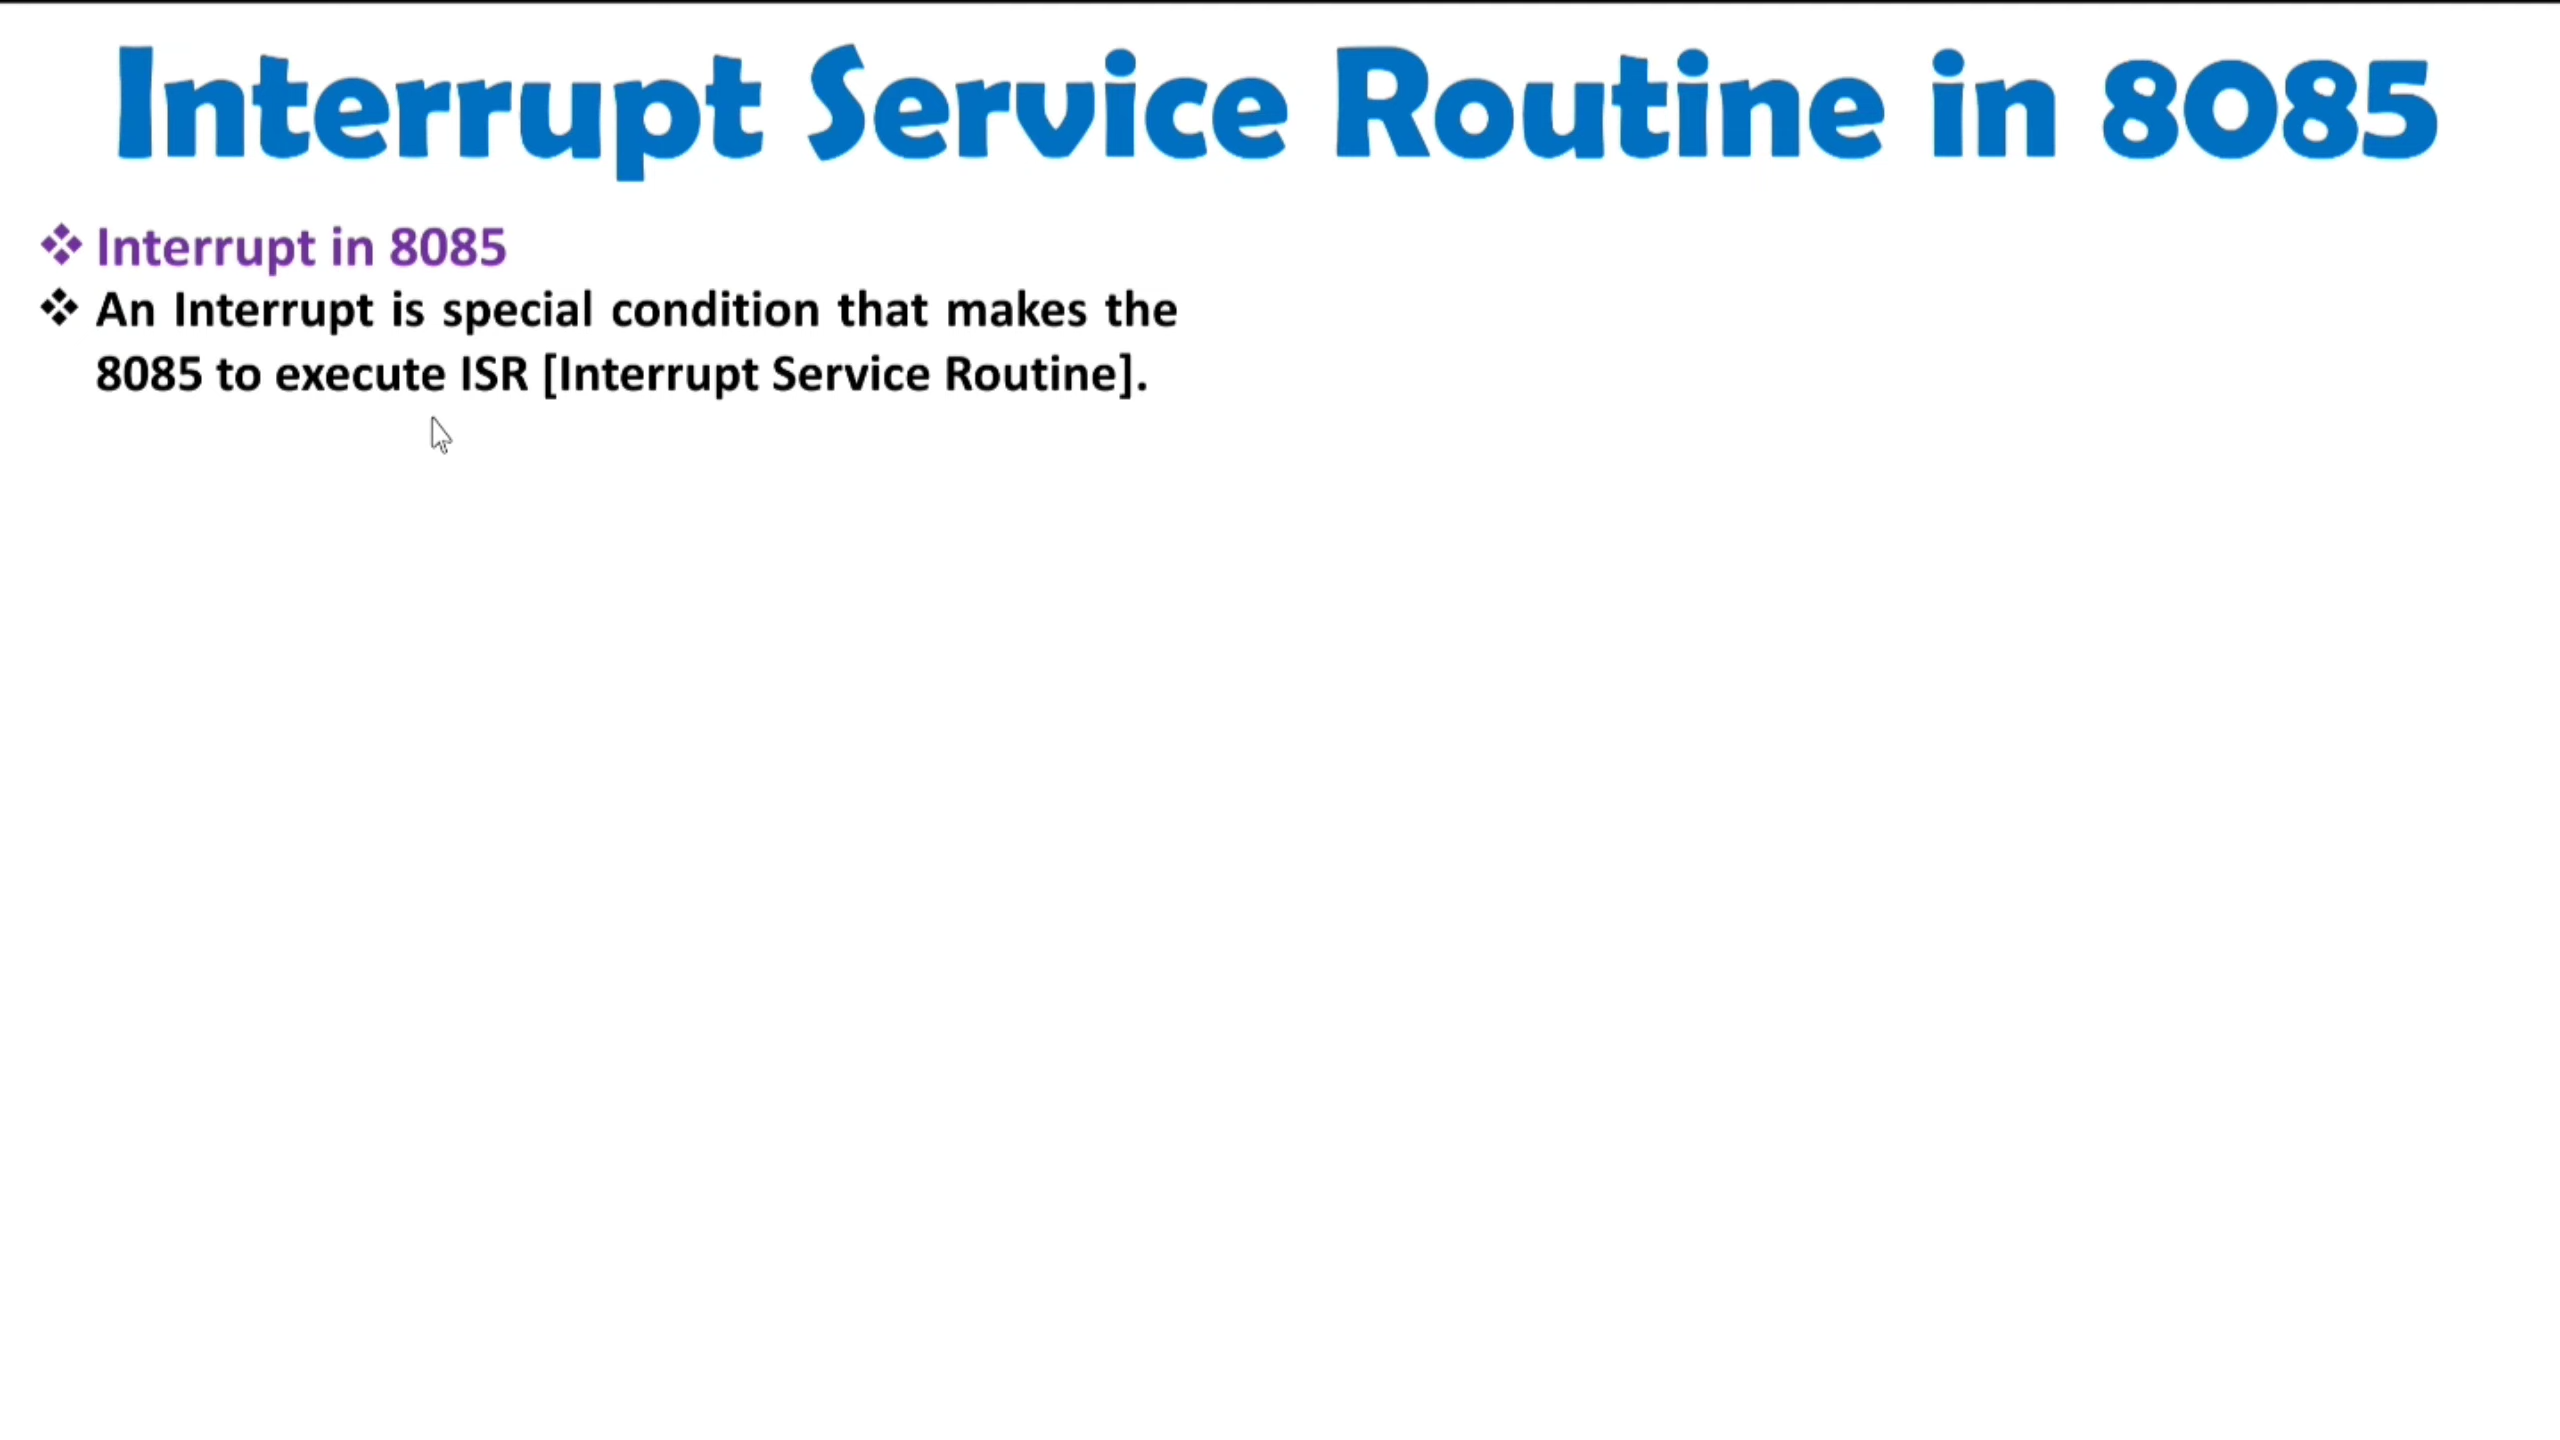 Interrupt Service Routine in 8085
❖ Interrupt in 8085
❖ An Interrupt is special condition that makes the
8085 to execute ISR [Interrupt Service Routine].